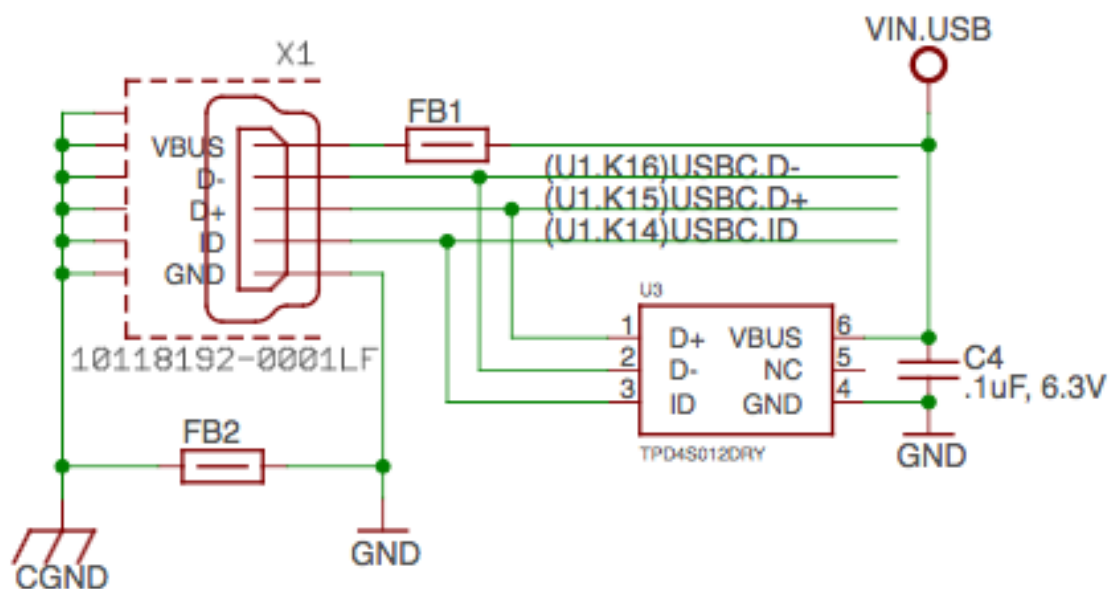 VIN.USB
X1
FB1
VBUS
D-
D+
ID
GND
(U1.K16)USBC.D-
(U1.K15)USBC.D+
(U1.K14)USBC.ID
10118192-0001LF
U3
1 D+ VBUS 6
2 D- NC 5
3 ID GND 4
TPD4S012DRY
C4
.1uF, 6.3V
GND
FB2
CGND
GND